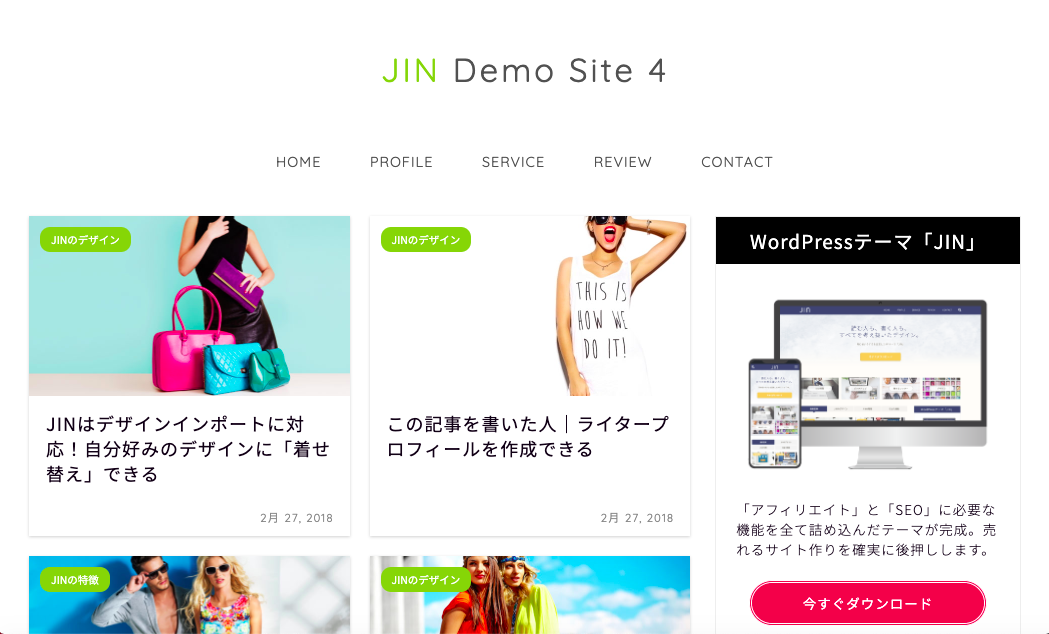 JIN Demo Site 4
HOME PROFILE SERVICE REVIEW CONTACT
JINのデザイン
JINはデザインインポートに対
応！自分好みのデザインに「着せ
替え」できる
2月 27, 2018
JINのデザイン
THIS IS
HOW WE
DO IT!
この記事を書いた人｜ライタープ
ロフィールを作成できる
2月 27, 2018
JINの特徴
JINのデザイン
WordPressテーマ「JIN」
JIN
読む人も、書く人も、
「アフィリエイト」と「SEO」に必要な
機能を全て詰め込んだテーマが完成。売
れるサイト作りを確実に後押しします。
今すぐダウンロード